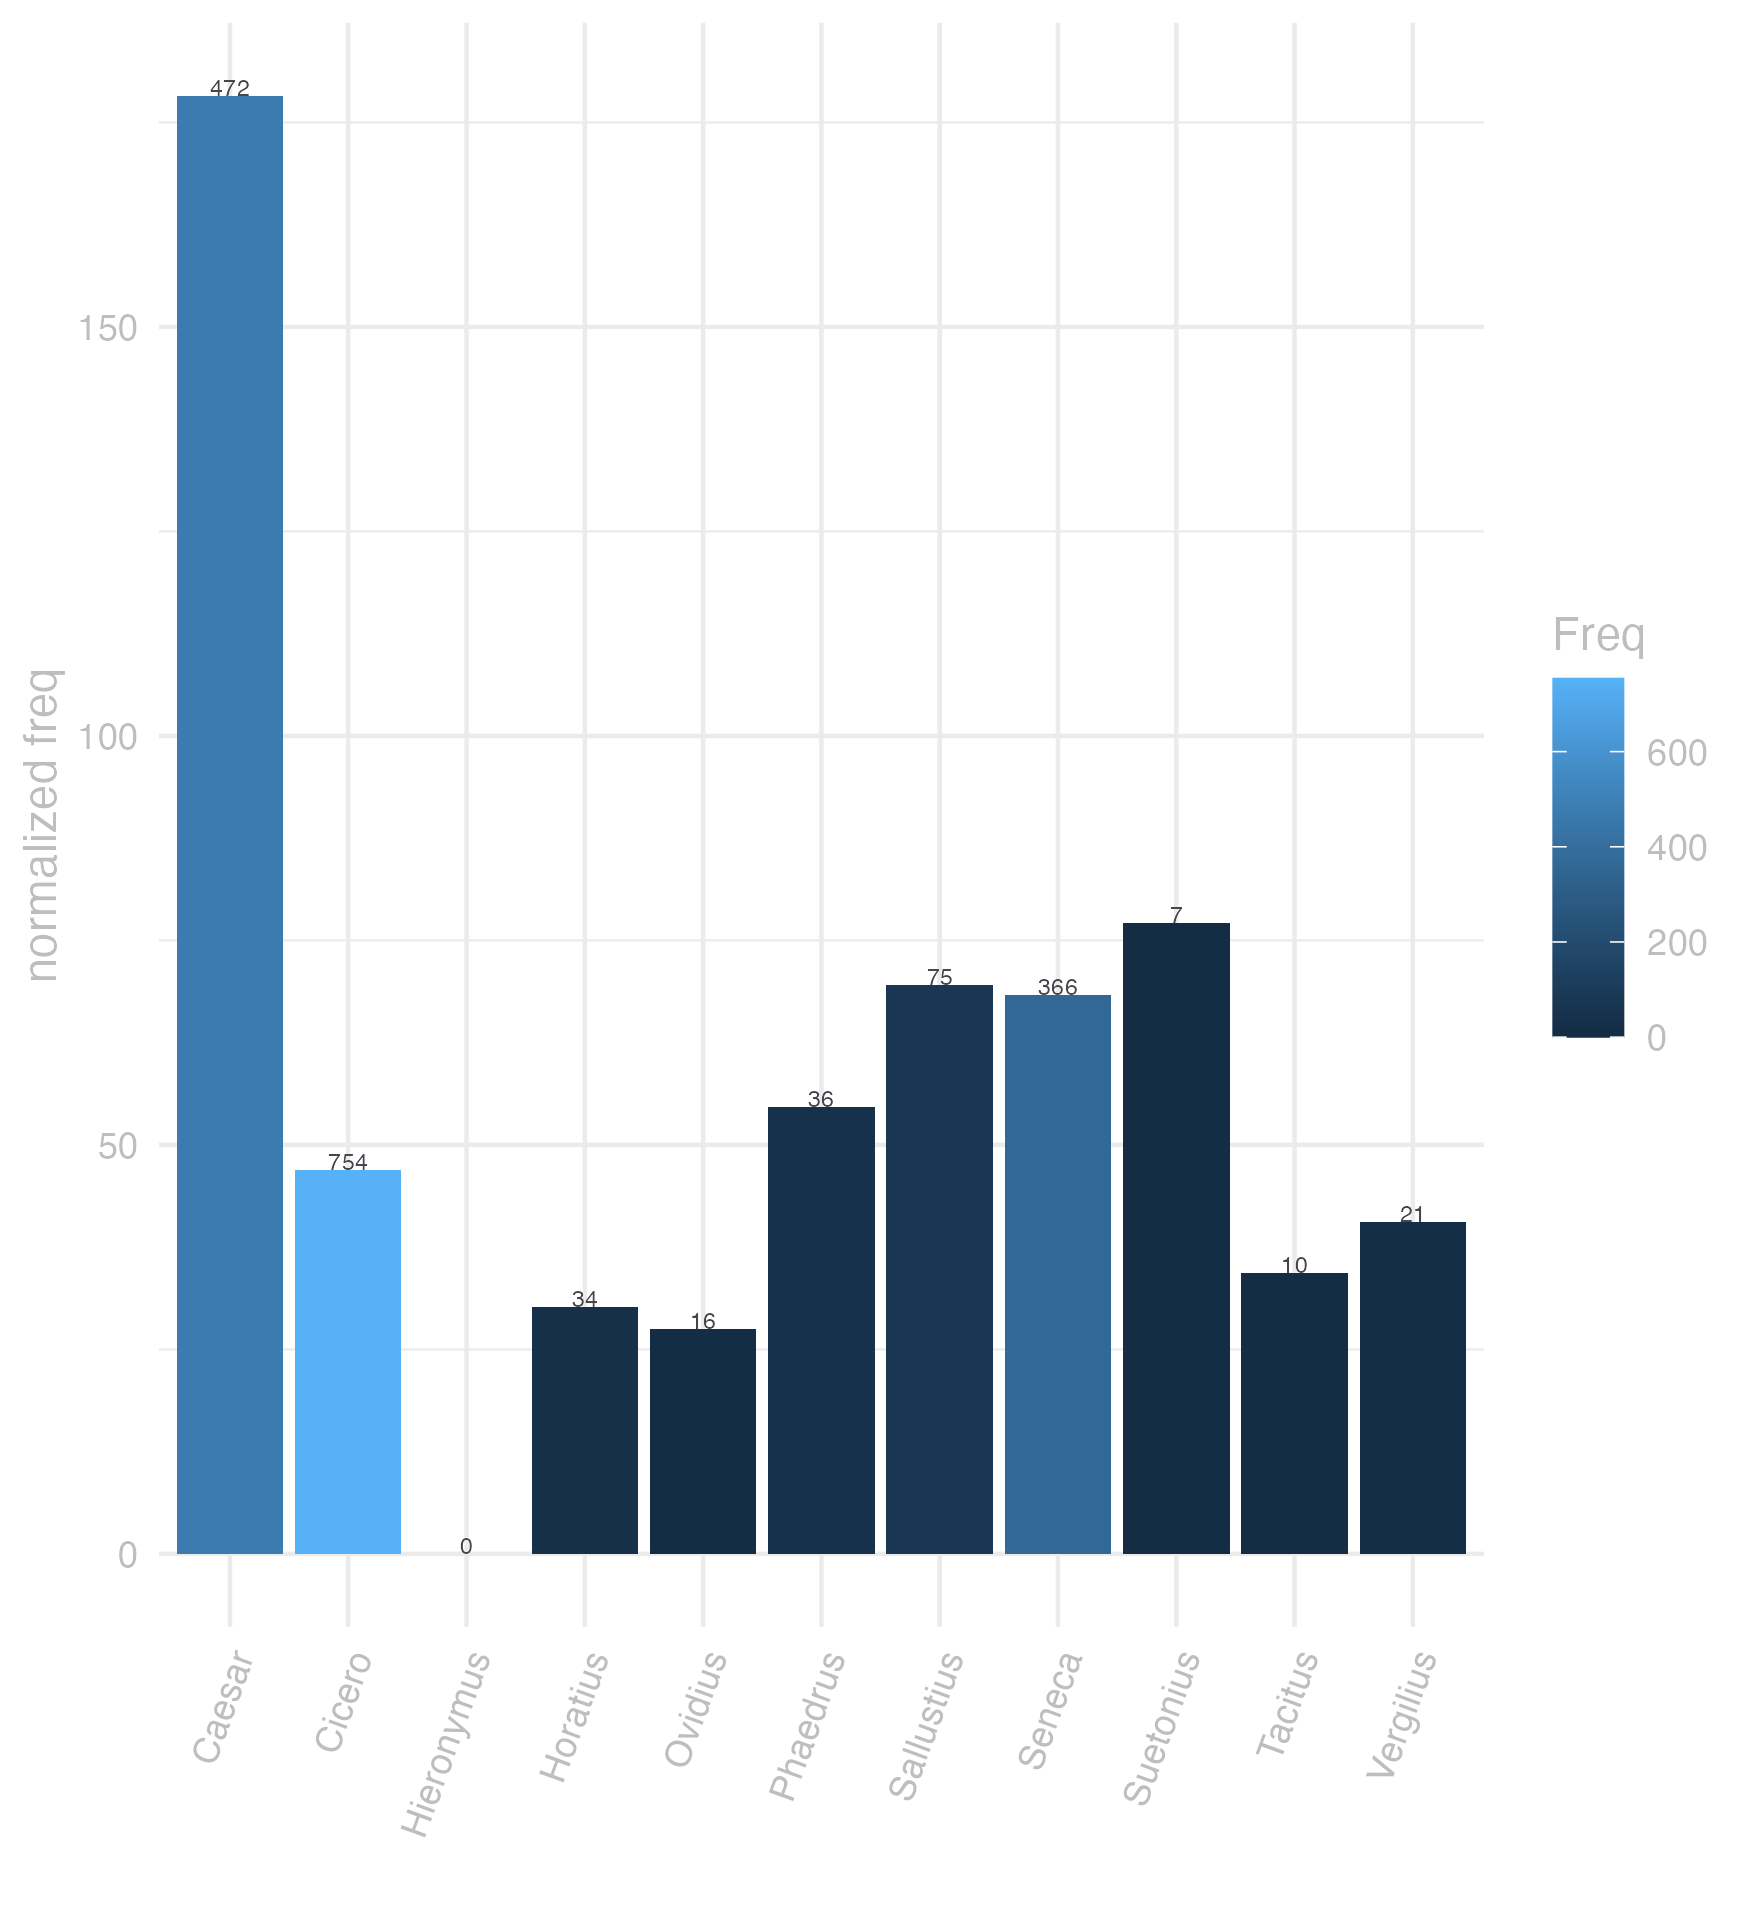 472
150
normalized freq
100
50
0
754
0
34
16
36
75
366
7
10
21
Caesar
Cicero
Hieronymus
Horatius
Ovidius
Phaedrus
Sallustius
Seneca
Suetonius
Tacitus
Vergilius
Freq
600
400
200
0